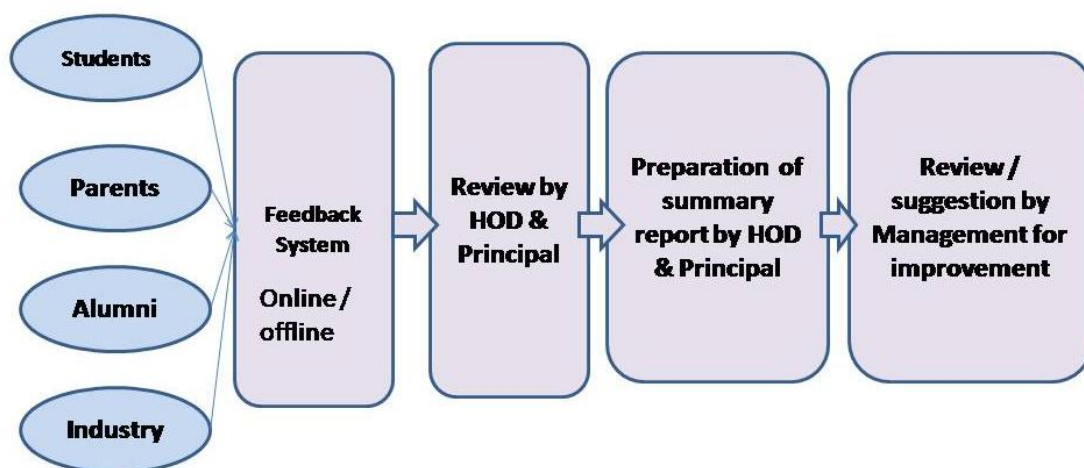 Students
Parents
Alumni
Industry
Feedback
System
Online /
offline
Review by
HOD &
Principal
Preparation of
summary
report by HOD
& Principal
Review /
suggestion by
Management for
improvement